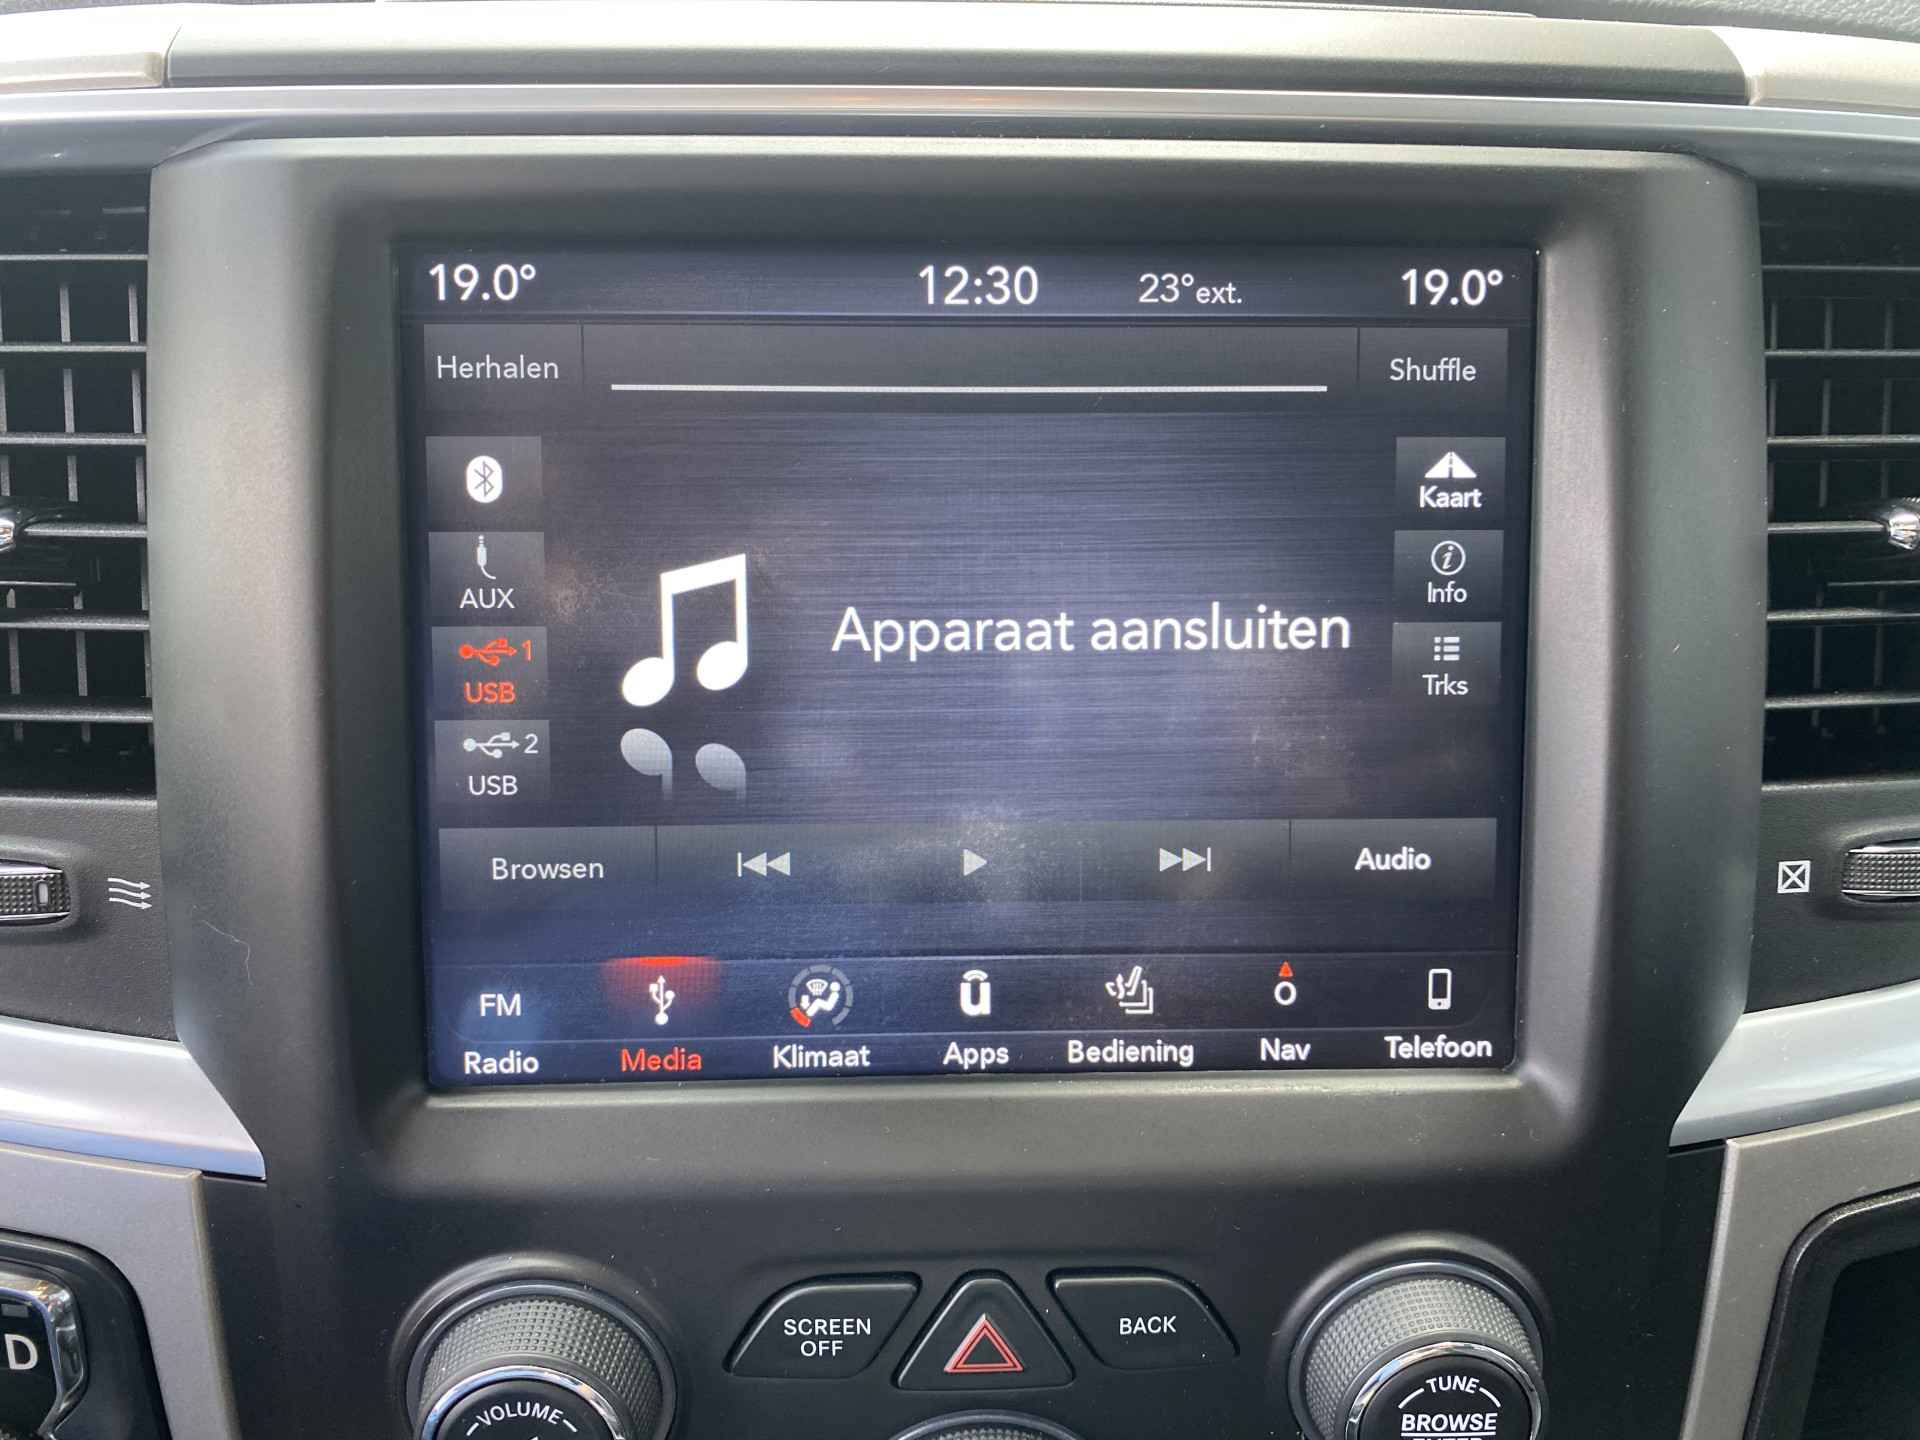 19.0°
12:30
23°ext.
19.0°
Herhalen
Shuffle
Kaart
AUX
Info
1
USB
Apparaat aansluiten
Trks
2
USB
Browsen
Audio
FM
Radio
Media
Klimaat
Apps
Bediening
Nav
Telefoon
SCREEN
OFF
BACK
D
VOLUME
TUNE
BROWSE